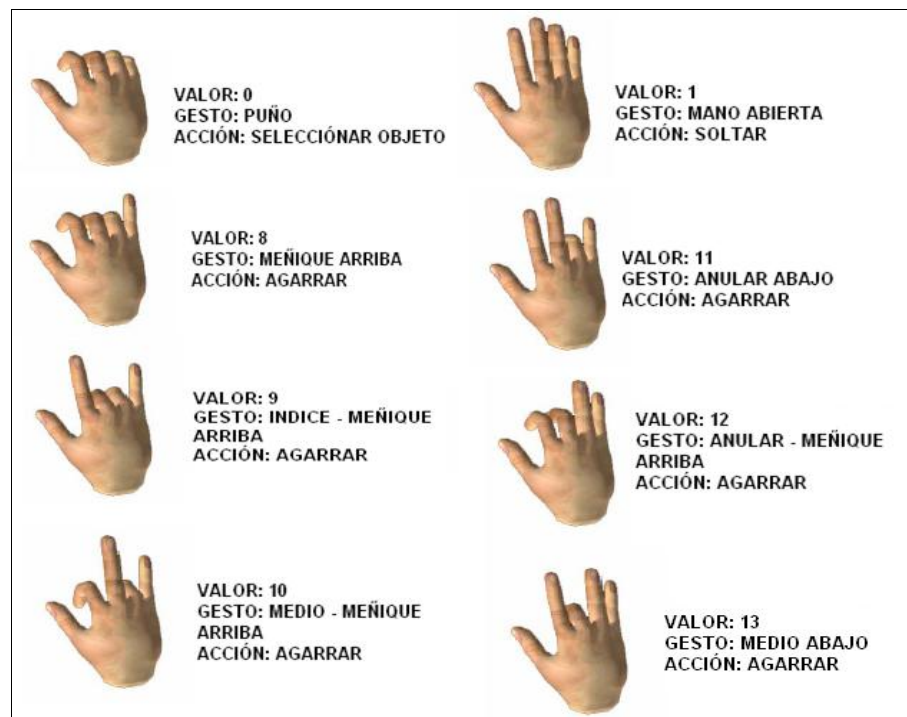 VALOR: 0
GESTO: PUÑO
ACCIÓN: SELECCIÓNAR OBJETO
VALOR: 1
GESTO: MANO ABIERTA
ACCIÓN: SOLTAR
VALOR: 8
GESTO: MEÑIQUE ARRIBA
ACCIÓN: AGARRAR
VALOR: 11
GESTO: ANULAR ABAJO
ACCIÓN: AGARRAR
VALOR: 9
GESTO: INDICE - MEÑIQUE
ARRIBA
ACCIÓN: AGARRAR
VALOR: 12
GESTO: ANULAR - MEÑIQUE
ARRIBA
ACCIÓN: AGARRAR
VALOR: 10
GESTO: MEDIO - MEÑIQUE
ARRIBA
ACCIÓN: AGARRAR
VALOR: 13
GESTO: MEDIO ABAJO
ACCIÓN: AGARRAR